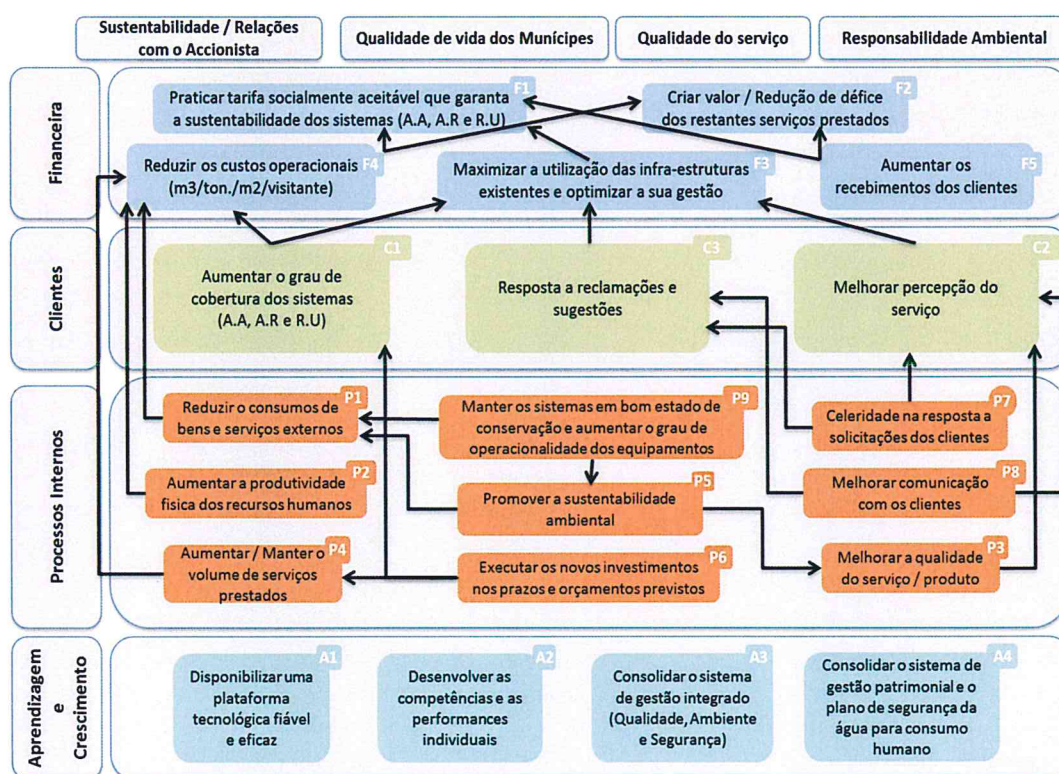 Sustentabilidade / Relações
com o Accionista
Qualidade de vida dos Munícipes
Qualidade do serviço
Responsabilidade Ambiental
Financeira
F1
Praticar tarifa socialmente aceitável que garanta
a sustentabilidade dos sistemas (A.A, A.R e R.U)
F2
Criar valor / Redução de défice
dos restantes serviços prestados
F4
Reduzir os custos operacionais
(m3/ton./m2/visitante)
F3
Maximizar a utilização das infra-estruturas
existentes e optimizar a sua gestão
F5
Aumentar os
recebimentos dos clientes
Clientes
C1
Aumentar o grau de
cobertura dos sistemas
(A.A, A.R e R.U)
C3
Resposta a reclamações e
sugestões
C2
Melhorar percepção do
serviço
Processos Internos
P1
Reduzir o consumos de
bens e serviços externos
P9
Manter os sistemas em bom estado de
conservação e aumentar o grau de
operacionalidade dos equipamentos
P7
Celeridade na resposta a
solicitações dos clientes
P2
Aumentar a produtividade
fisica dos recursos humanos
P5
Promover a sustentabilidade
ambiental
P8
Melhorar comunicação
com os clientes
P4
Aumentar / Manter o
volume de serviços
prestados
P6
Executar os novos investimentos
nos prazos e orçamentos previstos
P3
Melhorar a qualidade
do serviço / produto
Aprendizagem
e
Crescimento
A1
Disponibilizar uma
plataforma
tecnológica fiável
e eficaz
A2
Desenvolver as
competências e as
performances
individuais
A3
Consolidar o sistema
de gestão integrado
(Qualidade, Ambiente
e Segurança)
A4
Consolidar o sistema de
gestão patrimonial e o
plano de segurança da
água para consumo
humano